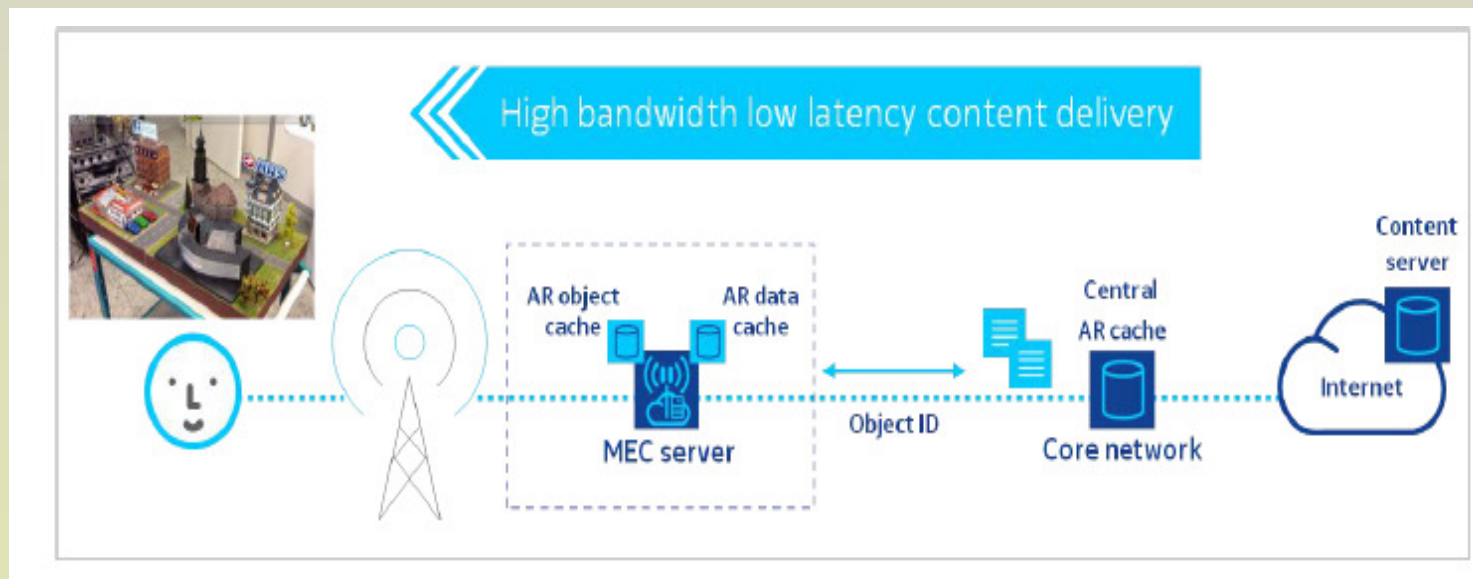 High bandwidth low latency content delivery
NHS
AR object
cache
AR data
cache
MEC server
Object ID
Central
AR cache
Core network
Content
server
Internet